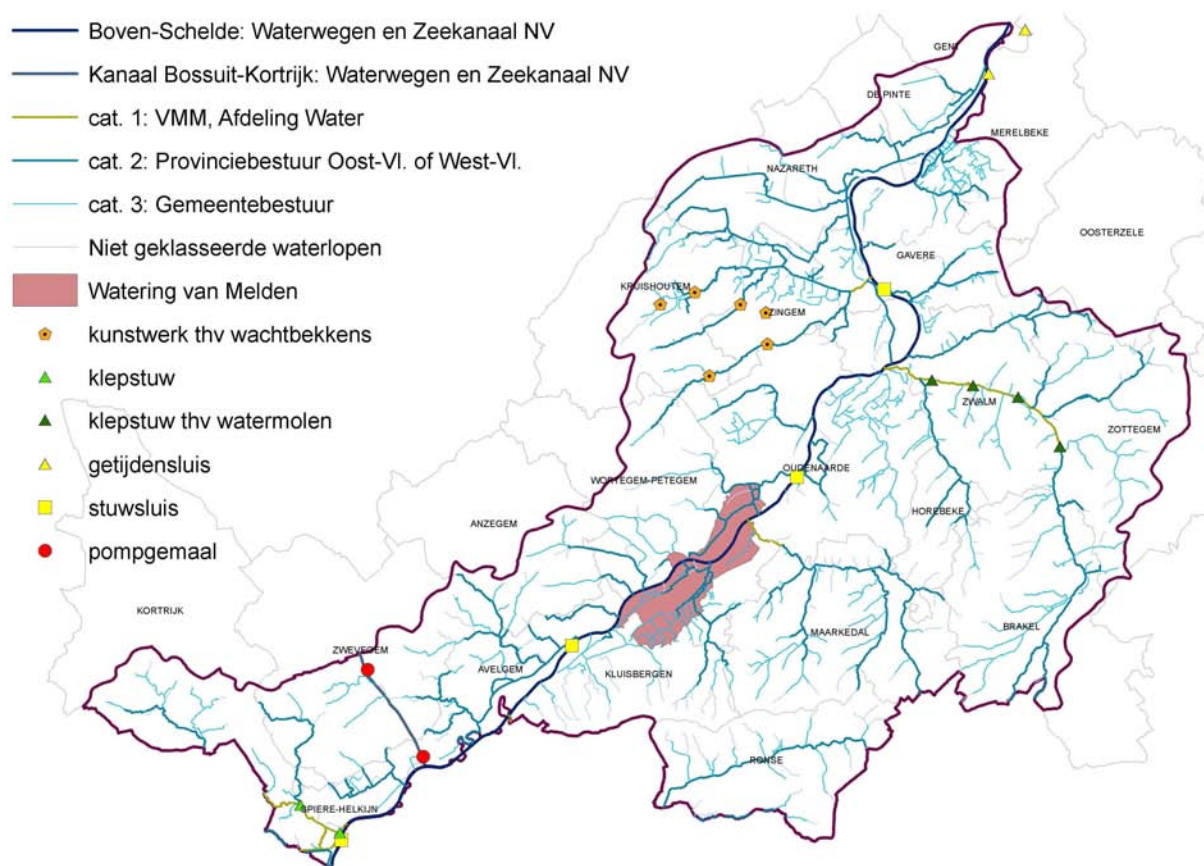 Boven-Schelde: Waterwegen en Zeekanaal NV
Kanaal Bossuit-Kortrijk: Waterwegen en Zeekanaal NV
cat. 1: VMM, Afdeling Water
cat. 2: Provinciebestuur Oost-Vl. of West-Vl.
cat. 3: Gemeentebestuur
Niet geklasseerde waterlopen
Watering van Melden
kunstwerk thv wachtbekkens
klepstuw
klepstuw thv watermolen
getijdensluis
stuwsluis
pompgemaal
GENT
DE PINTE
MERELBEKE
NAZARETH
OOSTERZELE
GAVERE
KRUISHOUTEM
ZINGEM
ZWALM
ZOTTEGEM
OUDENAARDE
WORTEGEM-PETEGEM
HOREBEKE
ANZEGEM
KORTRIJK
BRAKEL
MAARKEDAL
ZWEVEGEM
AVELGEM
KLUISBERGEN
RONSE
SPIERE-HELKIJN